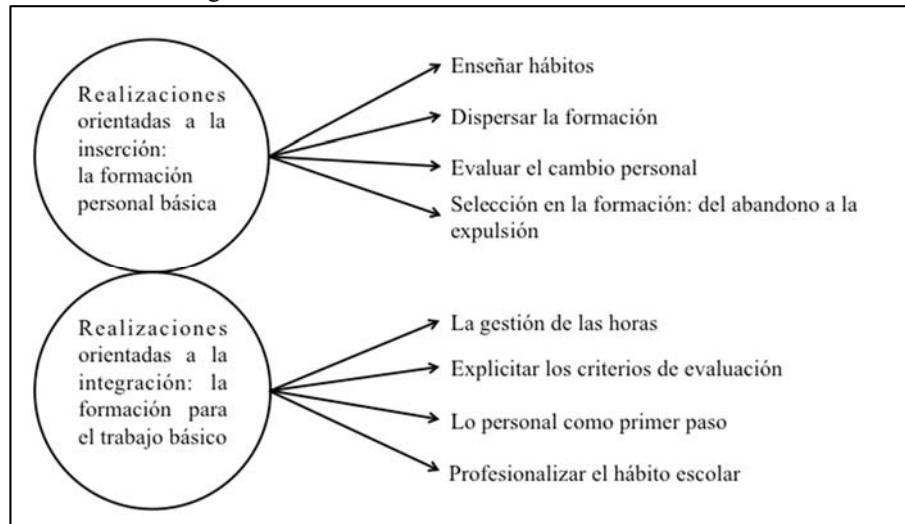 Realizaciones
orientadas a la
inserción:
la formación
personal básica
Enseñar hábitos
Dispersar la formación
Evaluar el cambio personal
Selección en la formación: del abandono a la
expulsión
Realizaciones
orientadas a la
integración: la
formación para
el trabajo básico
La gestión de las horas
Explicitar los criterios de evaluación
Lo personal como primer paso
Profesionalizar el hábito escolar